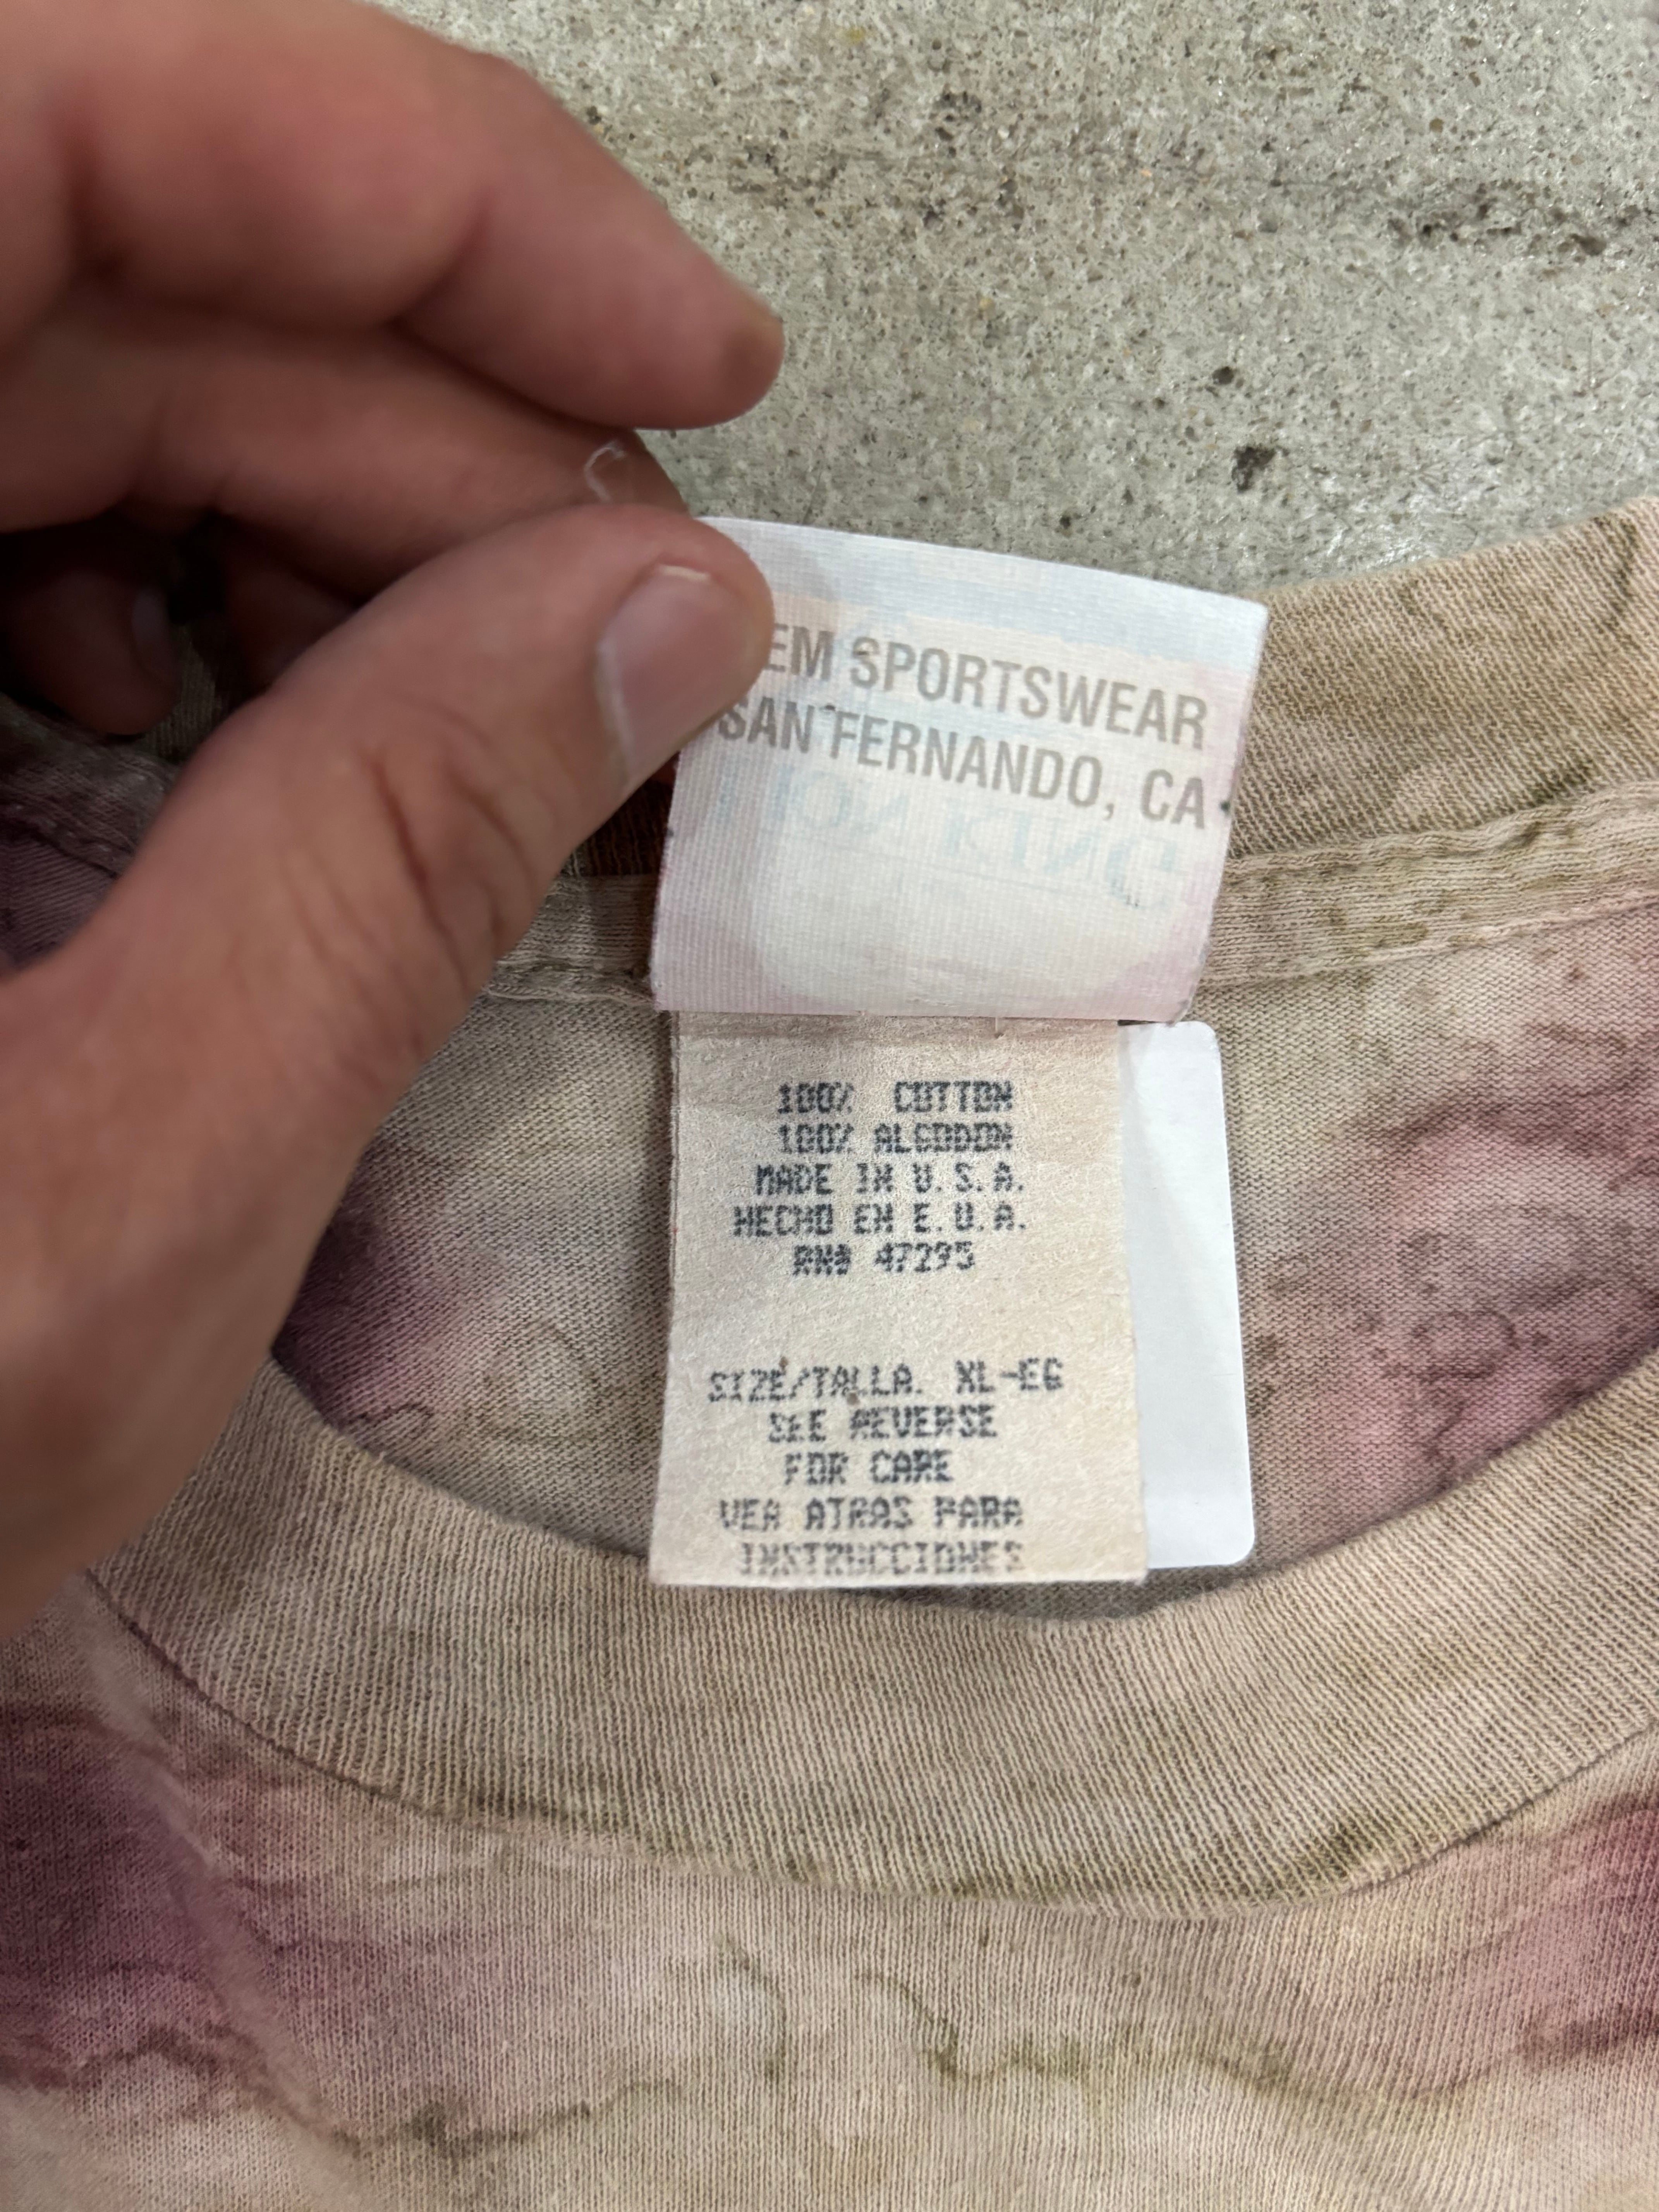 EM SPORTSWEAR
SAN FERNANDO, CA
100% COTTON
100% ALGODON
MADE IN U.S.A.
HECHO EN E.U.A.
RN# 47295
SIZE/TALLA. XL-EG
SEE REVERSE
FOR CARE
VEA ATRAS PARA
INSTRUCCIONES